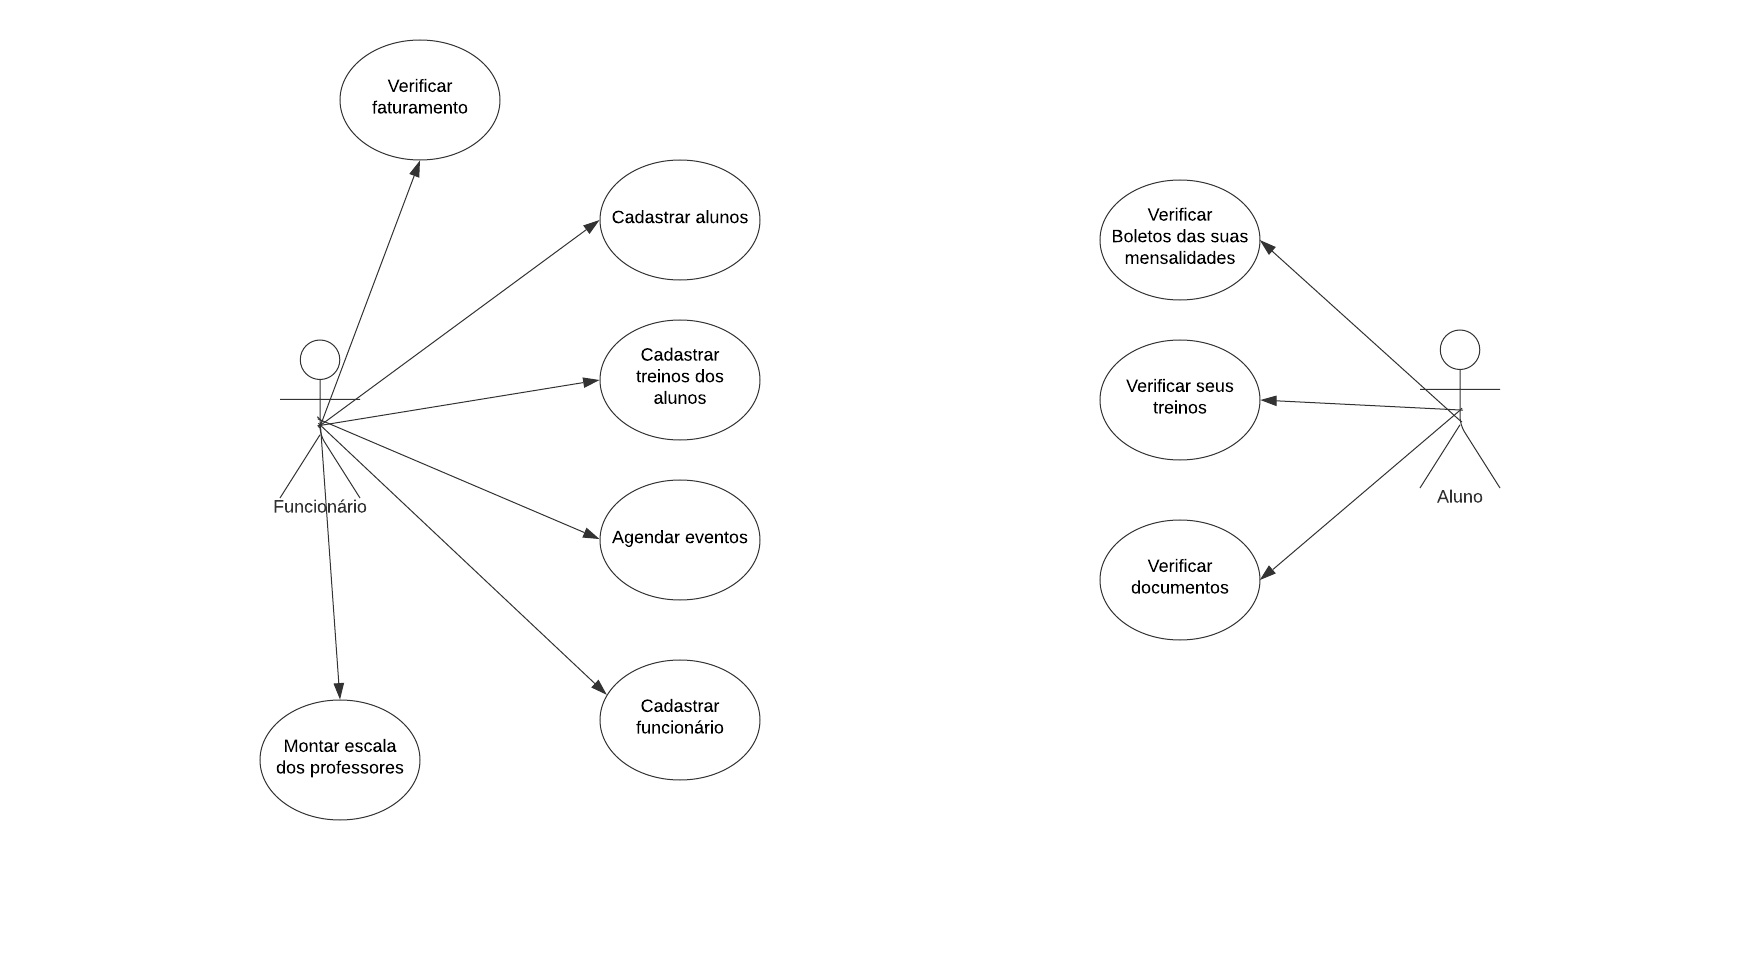 Verificar
faturamento
Cadastrar alunos
Cadastrar
treinos dos
alunos
Agendar eventos
Cadastrar
funcionário
Montar escala
dos professores
Funcionário
Verificar
Boletos das suas
mensalidades
Verificar seus
treinos
Verificar
documentos
Aluno